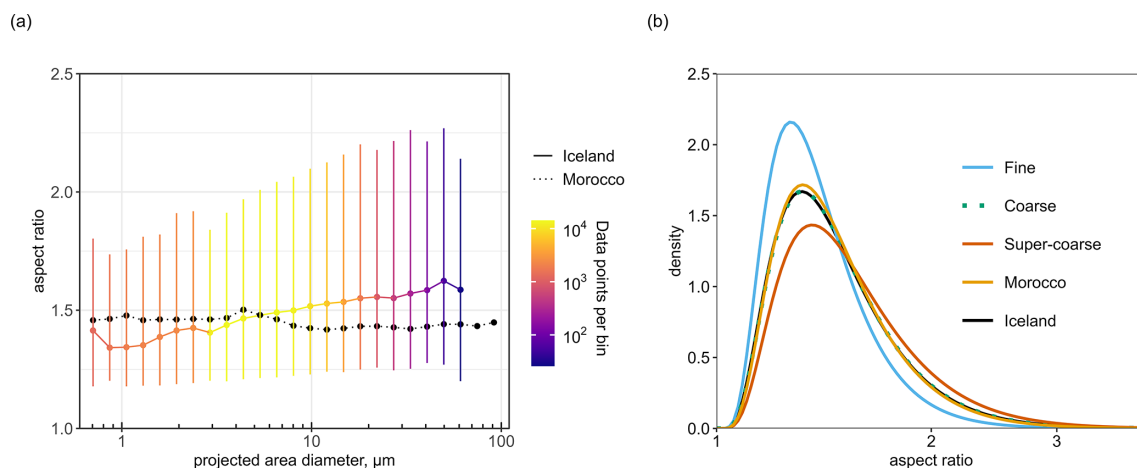 (a)
2.5
2.0
1.5
1.0
aspect ratio
1
10
100
projected area diameter, µm
Iceland
Morocco
10⁴
10³
10²
Data points per bin
(b)
2.5
2.0
1.5
1.0
0.5
0.0
density
1
2
3
aspect ratio
Fine
Coarse
Super-coarse
Morocco
Iceland